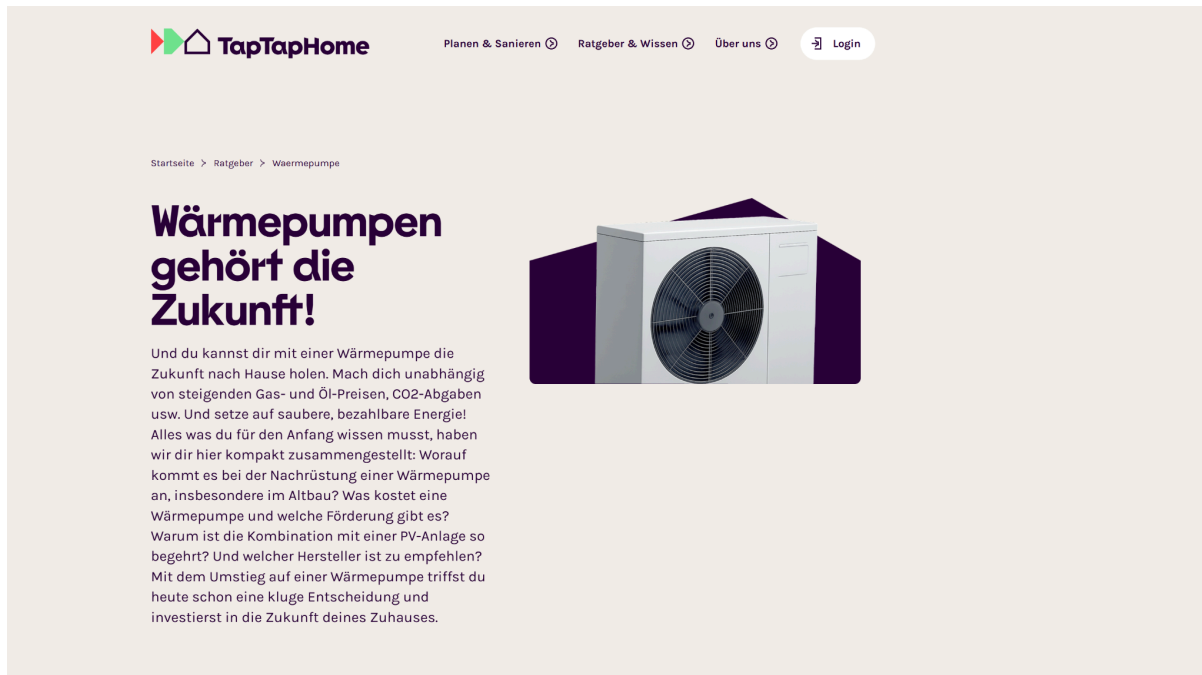 TapTapHome
Planen & Sanieren
Ratgeber & Wissen
Über uns
Login
Startseite > Ratgeber > Waermepumpe
Wärmepumpen
gehört die
Zukunft!
Und du kannst dir mit einer Wärmepumpe die
Zukunft nach Hause holen. Mach dich unabhängig
von steigenden Gas- und Öl-Preisen, CO2-Abgaben
usw. Und setze auf saubere, bezahlbare Energie!
Alles was du für den Anfang wissen musst, haben
wir dir hier kompakt zusammengestellt: Worauf
kommt es bei der Nachrüstung einer Wärmepumpe
an, insbesondere im Altbau? Was kostet eine
Wärmepumpe und welche Förderung gibt es?
Warum ist die Kombination mit einer PV-Anlage so
begehrt? Und welcher Hersteller ist zu empfehlen?
Mit dem Umstieg auf einer Wärmepumpe triffst du
heute schon eine kluge Entscheidung und
investierst in die Zukunft deines Zuhauses.